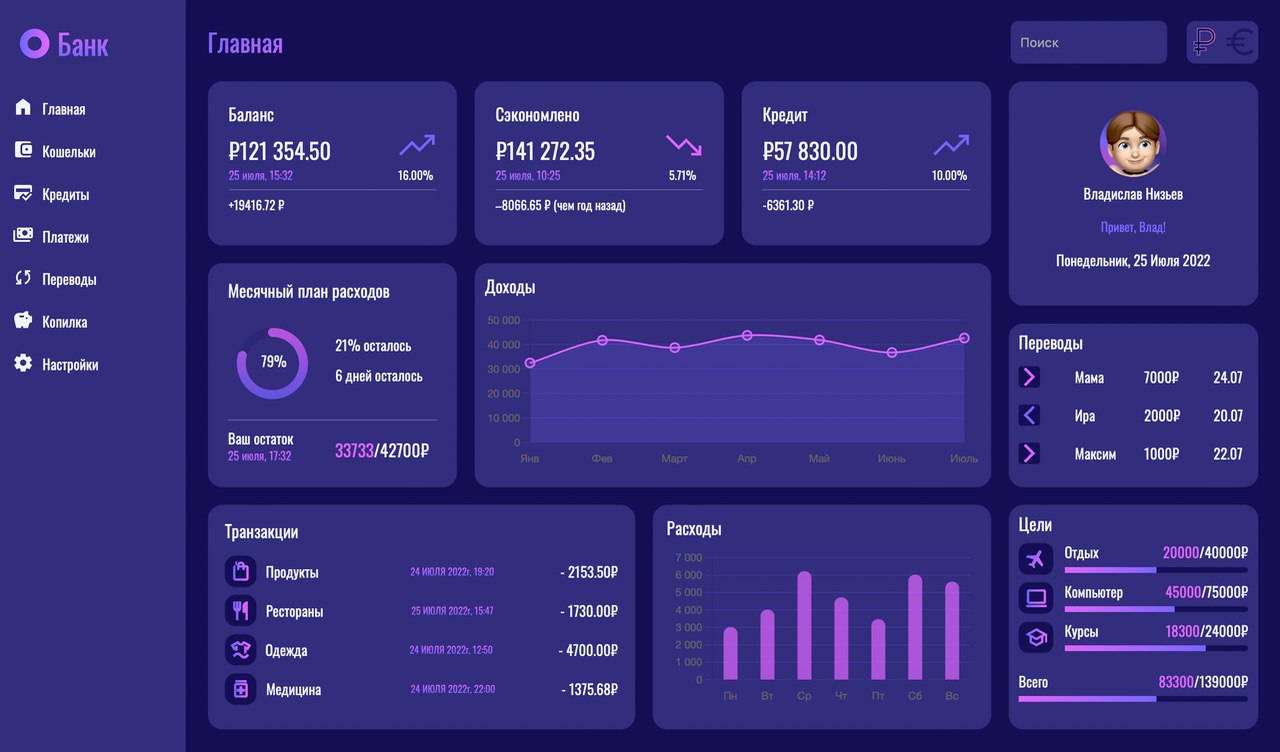 Банк
Главная
Кошельки
Кредиты
Платежи
Переводы
Копилка
Настройки
Главная
Поиск
₽ €
Баланс
₽121 354.50
25 июля, 15:32
16.00%
+19416.72 ₽
Сэкономлено
₽141 272.35
25 июля, 10:25
5.71%
–8066.65 ₽ (чем год назад)
Кредит
₽57 830.00
25 июля, 14:12
10.00%
-6361.30 ₽
Владислав Низьев
Привет, Влад!
Понедельник, 25 Июля 2022
Месячный план расходов
79%
21% осталось
6 дней осталось
Ваш остаток
25 июля, 17:32
33733/42700₽
Доходы
50 000
40 000
30 000
20 000
10 000
0
Янв Фев Март Апр Май Июнь Июль
Переводы
Мама 7000₽ 24.07
Ира 2000₽ 20.07
Максим 1000₽ 22.07
Транзакции
Продукты 24 ИЮЛЯ 2022г, 19:20 - 2153.50₽
Рестораны 25 ИЮЛЯ 2022г, 15:47 - 1730.00₽
Одежда 24 ИЮЛЯ 2022г, 12:50 - 4700.00₽
Медицина 24 ИЮЛЯ 2022г, 22:00 - 1375.68₽
Расходы
7 000
6 000
5 000
4 000
3 000
2 000
1 000
0
Пн Вт Ср Чт Пт Сб Вс
Цели
Отдых 20000/40000₽
Компьютер 45000/75000₽
Курсы 18300/24000₽
Всего 83300/139000₽